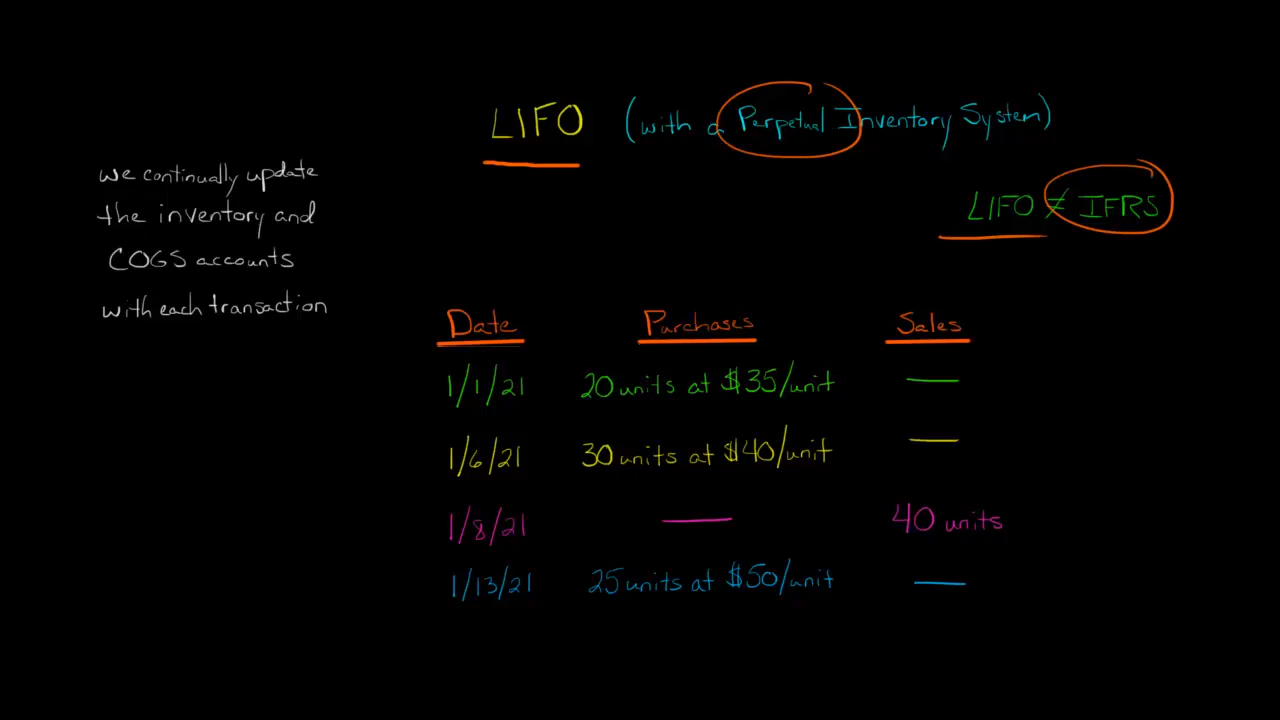 LIFO (with a Perpetual Inventory System)
we continually update
the inventory and
COGS accounts
with each transaction
LIFO ≠ IFRS
Date Purchases Sales
1/1/21 20 units at $35/unit —
1/6/21 30 units at $40/unit —
1/8/21 — 40 units
1/13/21 25 units at $50/unit —